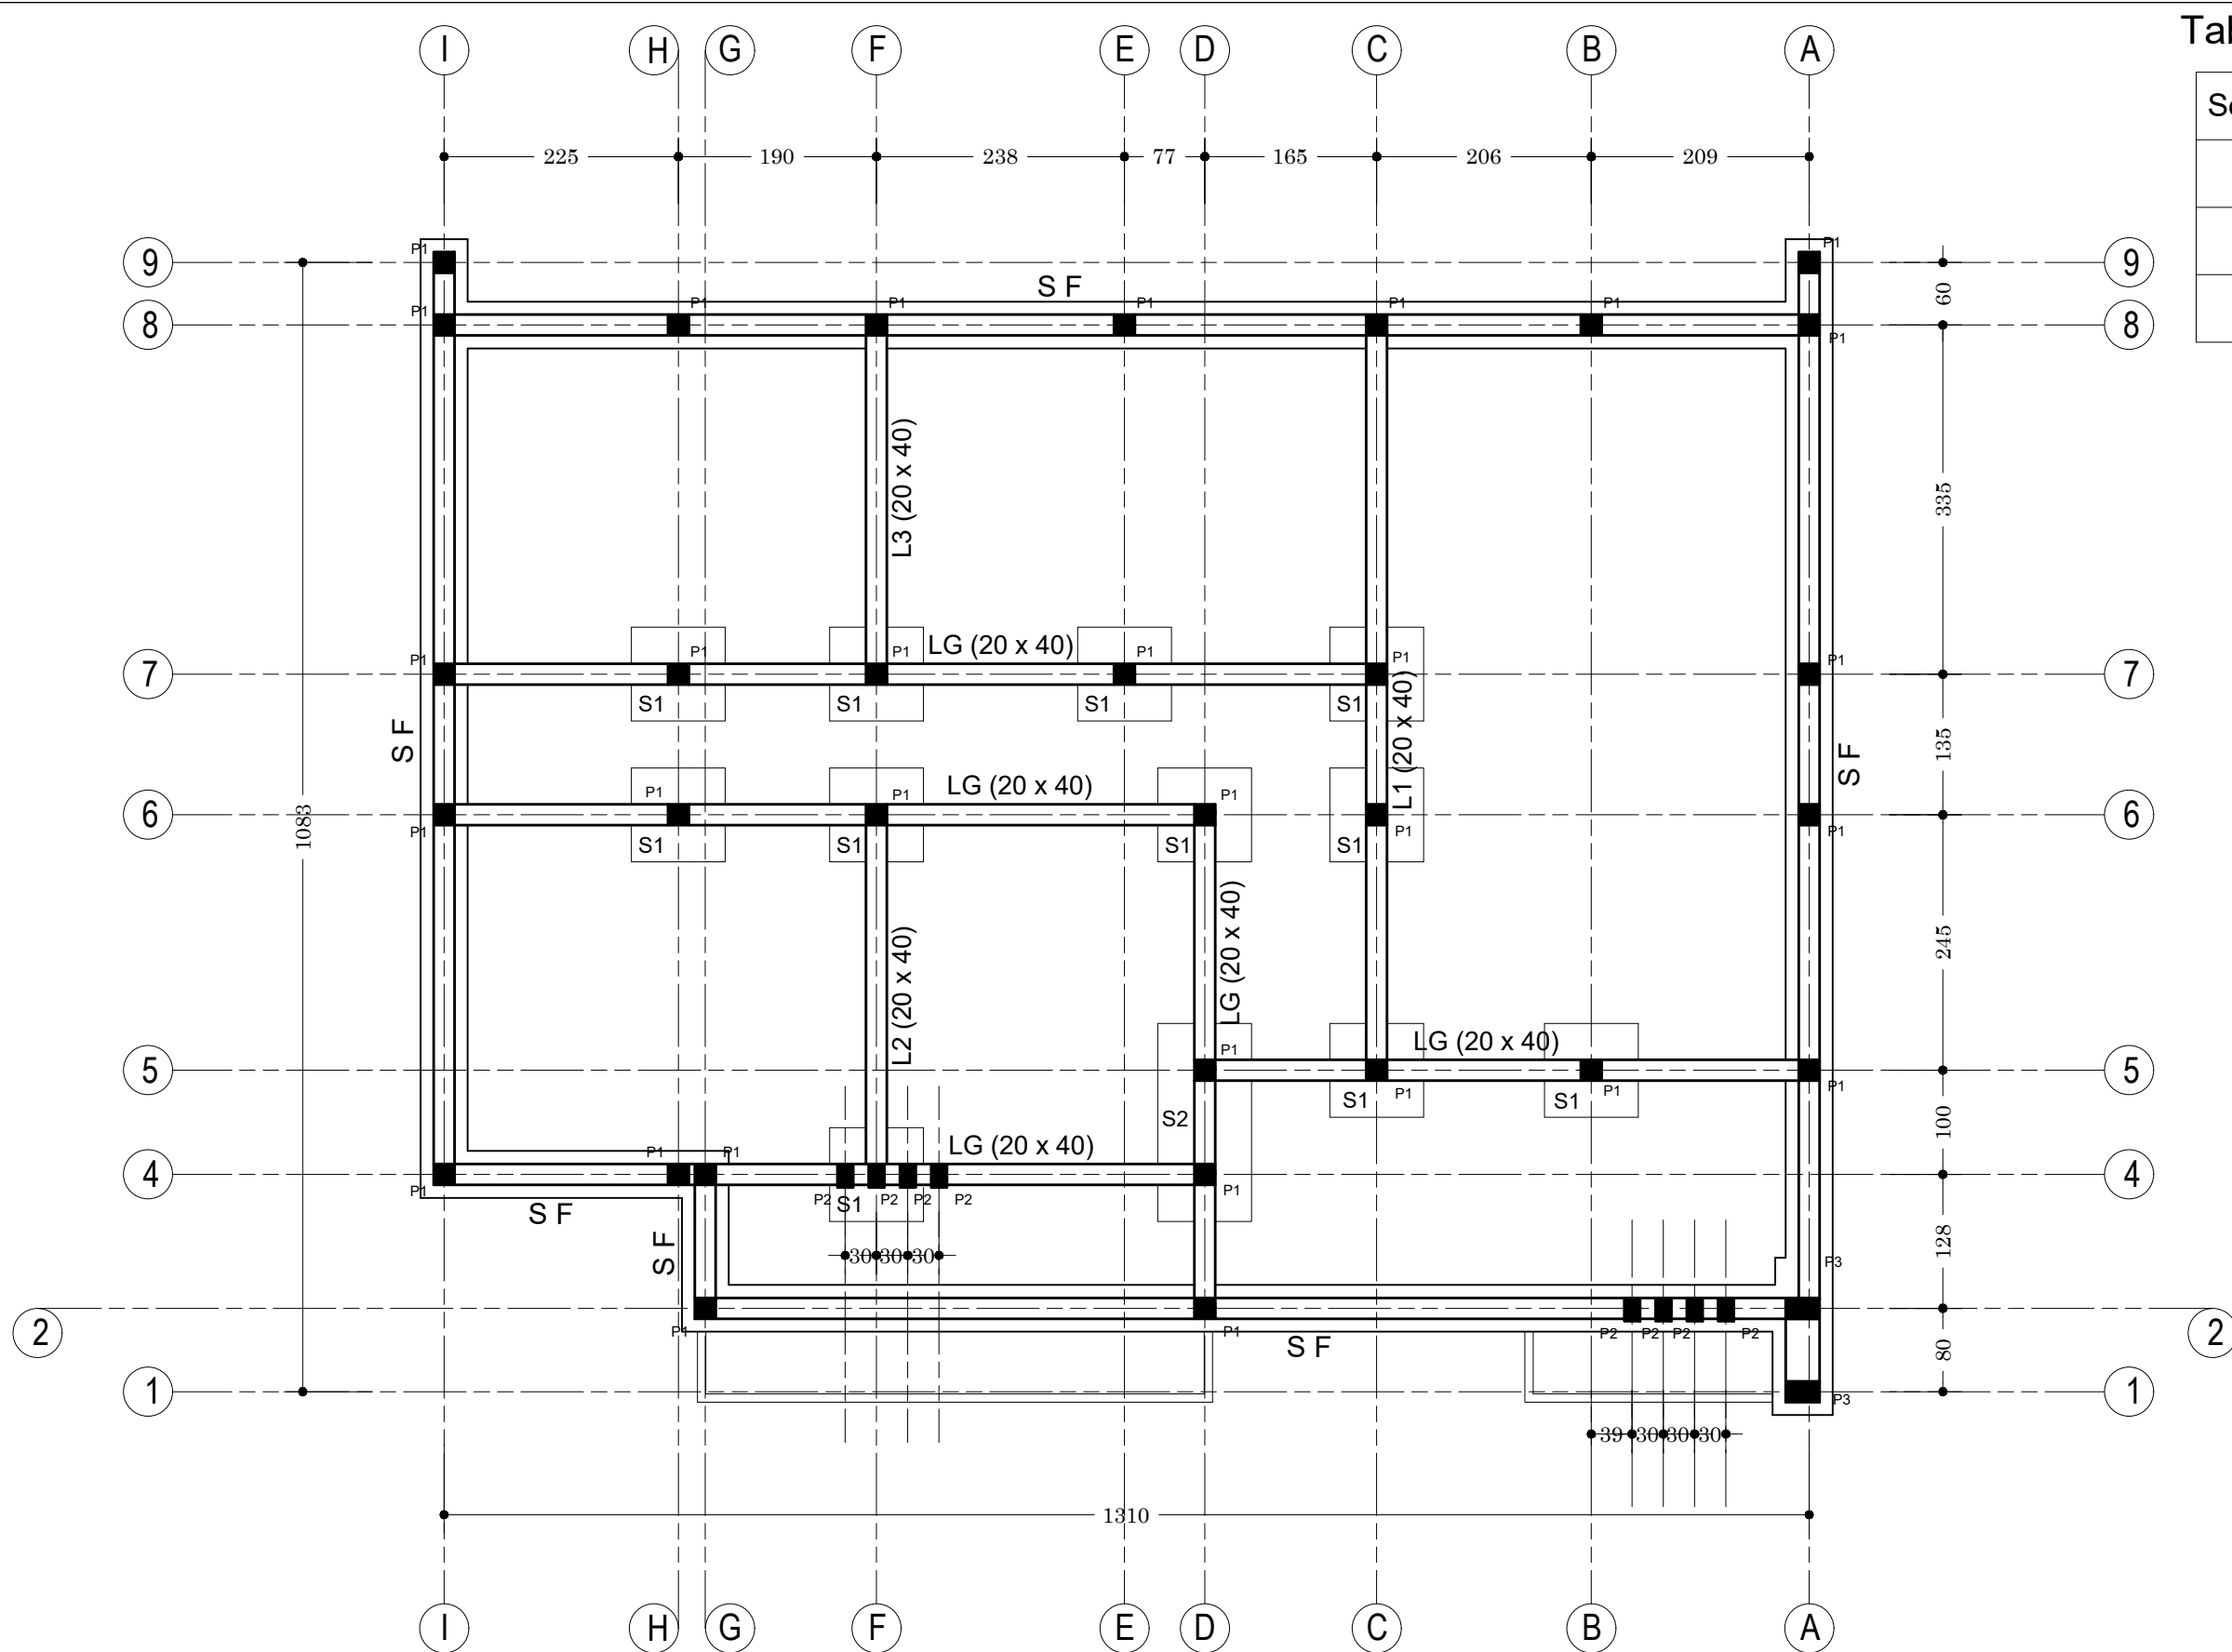 Tal
I H G F E D C B A
Se
225 190 238 77 165 206 209
P1 P1
9 9
S F
60
P1 P1 P1 P1 P1 P1
8 8
P1
L3 (20 x 40)
335
LG (20 x 40)
P1 P1 P1 P1 P1 P1
7 7
S1 S1 S1 S1
L1 (20 x 40)
S F
S F
135
LG (20 x 40)
P1 P1 P1
6 6
1083
P1 P1 P1
S1 S1 S1 S1
LG (20 x 40)
245
L2 (20 x 40)
LG (20 x 40)
P1
5 5
P1 P1 P1
S1 S1
S2
100
LG (20 x 40)
P1 P1
4 4
P1 P1
P2 P2 P2 P2
S1
S F
S F
128
30 30 30
P3
2 2
P1 P1 P2 P2 P2 P2
S F
80
1 1
P3
39 30 30 30
1310
I H G F E D C B A